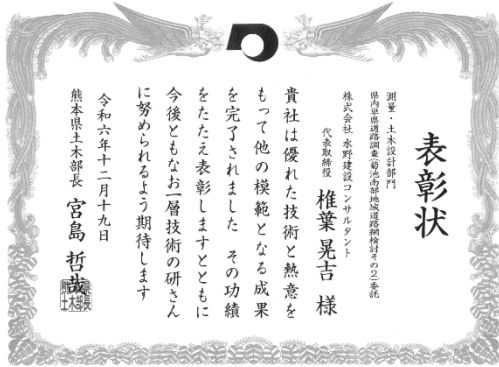 表彰状
測量・土木設計部門
県内早県道路調査(菊池南部地域道路網検討その2)委託
株式会社 水野建設コンサルタント
代表取締役 椎葉 晃吉 様
貴社は優れた技術と熱意を
もって他の模範となる成果
を完了されました その功績
をたたえ表彰しますとともに
今後ともなお一層技術の研さん
に努められるよう期待します
令和六年十二月十九日
熊本県土木部長 宮島 哲哉